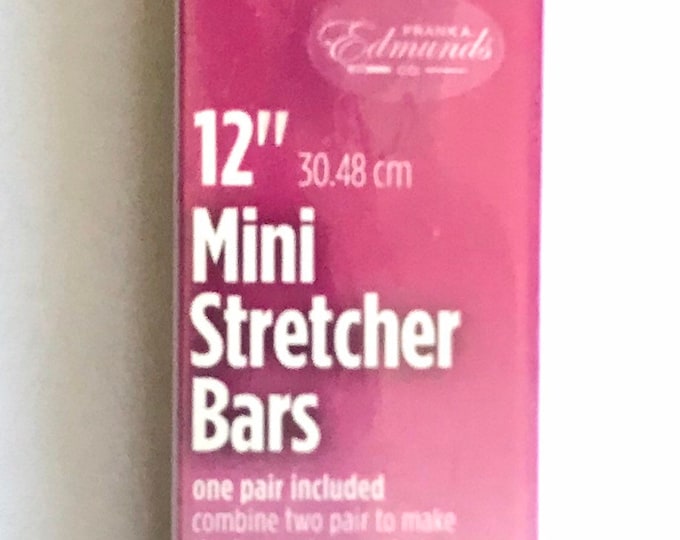 FRANK A.
Edmunds
CO.
12" 30.48 cm
Mini
Stretcher
Bars
one pair included
combine two pair to make